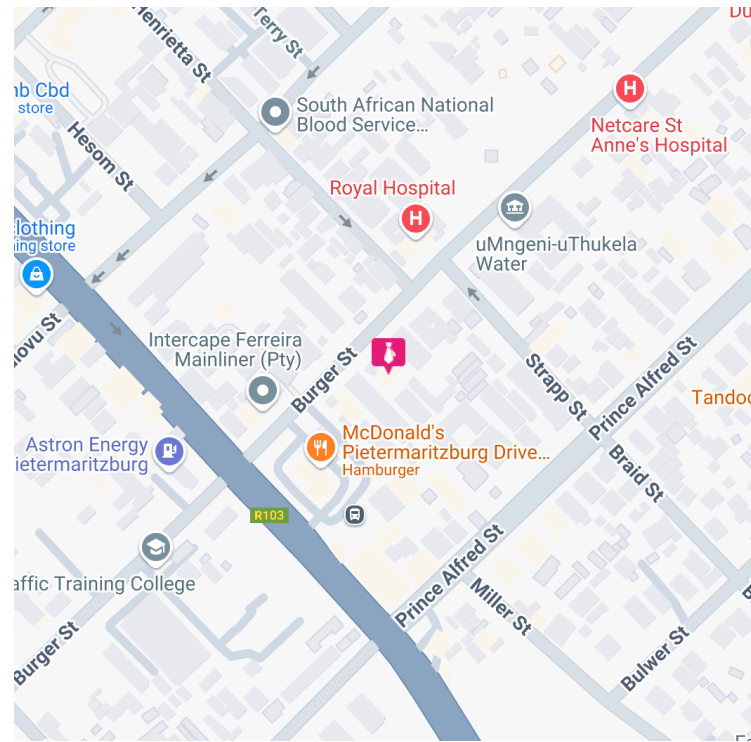 Du
Terry St
Henrietta St
nb Cbd
store
South African National
Blood Service...
Netcare St
Anne's Hospital
Hesom St
Royal Hospital
lothing
ing store
uMngeni-uThukela
Water
Intercape Ferreira
Mainliner (Pty)
Burger St
Strapp St
Prince Alfred St
Tandoo
McDonald's
Pietermaritzburg Drive...
Hamburger
Astron Energy
ietermaritzburg
Braid St
R103
affic Training College
Prince Alfred St
Miller St
Burger St
Bulwer St